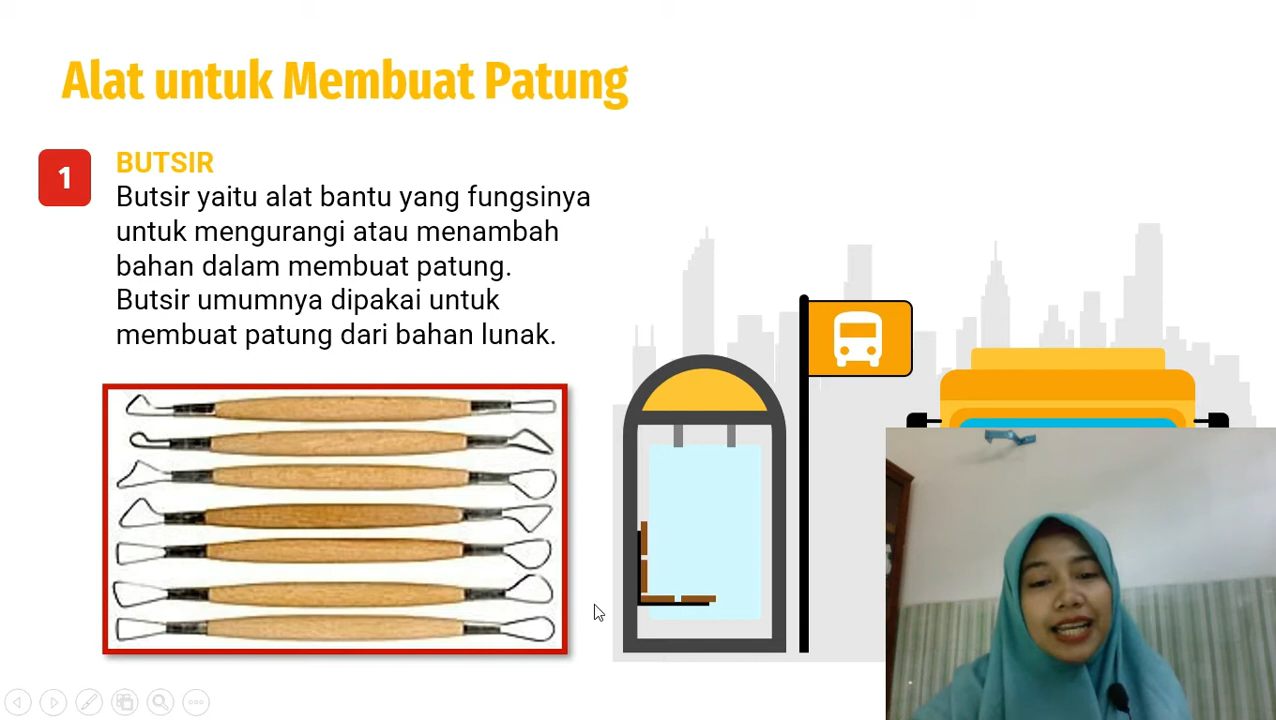 Alat untuk Membuat Patung
1
BUTSIR
Butsir yaitu alat bantu yang fungsinya
untuk mengurangi atau menambah
bahan dalam membuat patung.
Butsir umumnya dipakai untuk
membuat patung dari bahan lunak.